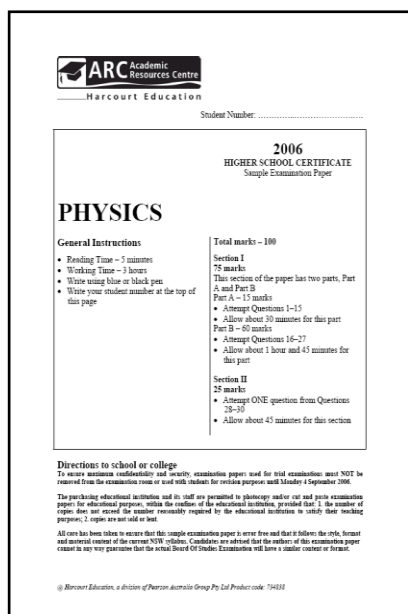 ARC Academic
Resources Centre
Harcourt Education
Student Number: ........................................
2006
HIGHER SCHOOL CERTIFICATE
Sample Examination Paper
PHYSICS
General Instructions
• Reading Time – 5 minutes
• Working Time – 3 hours
• Write using blue or black pen
• Write your student number at the top of
this page
Total marks – 100
Section I
75 marks
This section of the paper has two parts, Part
A and Part B
Part A – 15 marks
• Attempt Questions 1–15
• Allow about 30 minutes for this part
Part B – 60 marks
• Attempt Questions 16–27
• Allow about 1 hour and 45 minutes for
this part
Section II
25 marks
• Attempt ONE question from Questions
28–30
• Allow about 45 minutes for this section
Directions to school or college
To ensure maximum confidentiality and security, examination papers used for trial examinations must NOT be
removed from the examination room or used with students for revision purposes until Monday 4 September 2006.
The purchasing educational institution and its staff are permitted to photocopy and/or cut and paste examination
papers for educational purposes, within the confines of the educational institution, provided that: 1. the number of
copies does not exceed the number reasonably required by the educational institution to satisfy their teaching
purposes; 2. copies are not sold or lent.
All care has been taken to ensure that this sample examination paper is error free and that it follows the style, format
and material content of the current NSW syllabus. Candidates are advised that the authors of this examination paper
cannot in any way guarantee that the actual Board Of Studies Examination will have a similar content or format.
@ Harcourt Education, a division of Pearson Australia Group Pty Ltd Product code: 794838